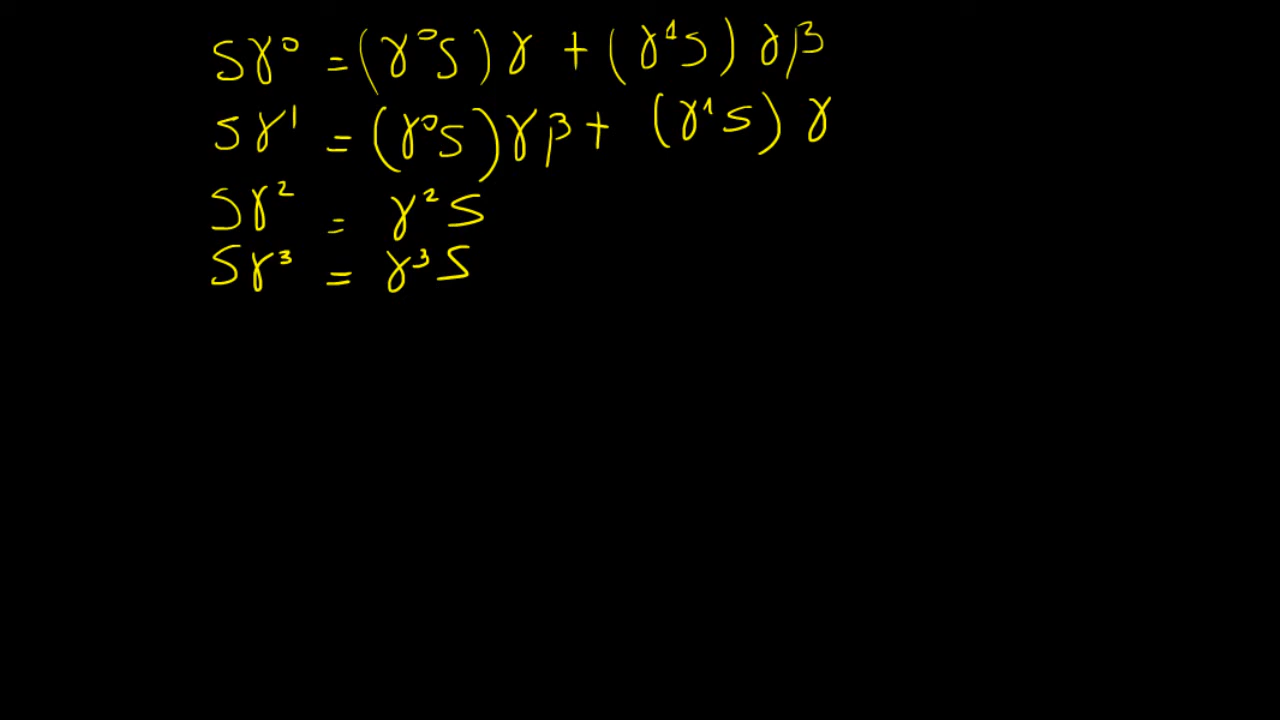 Sγ⁰ = (γ⁰S)γ + (γ¹S)γβ
Sγ¹ = (γ⁰S)γβ + (γ¹S)γ
Sγ² = γ²S
Sγ³ = γ³S